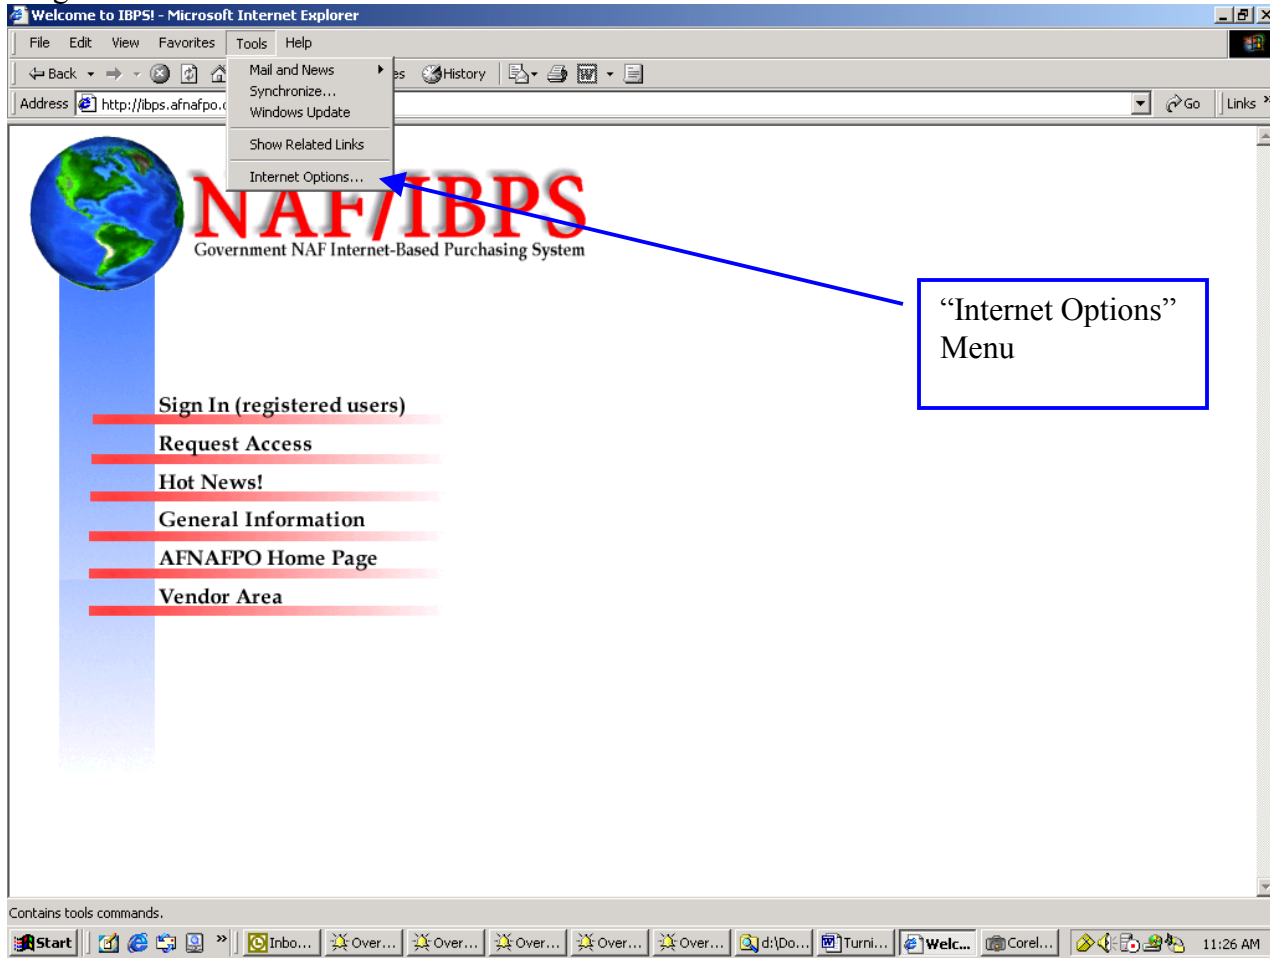 Welcome to IBPS! - Microsoft Internet Explorer
File Edit View Favorites Tools Help
Back History
Address http://ibps.afnafpo. Go Links
Mail and News
Synchronize...
Windows Update
Show Related Links
Internet Options...
NAF/IBPS
Government NAF Internet-Based Purchasing System
“Internet Options”
Menu
Sign In (registered users)
Request Access
Hot News!
General Information
AFNAFPO Home Page
Vendor Area
Contains tools commands.
Start Inbo... Over... Over... Over... Over... Over... d:\Do... Turni... Welc... Corel... 11:26 AM